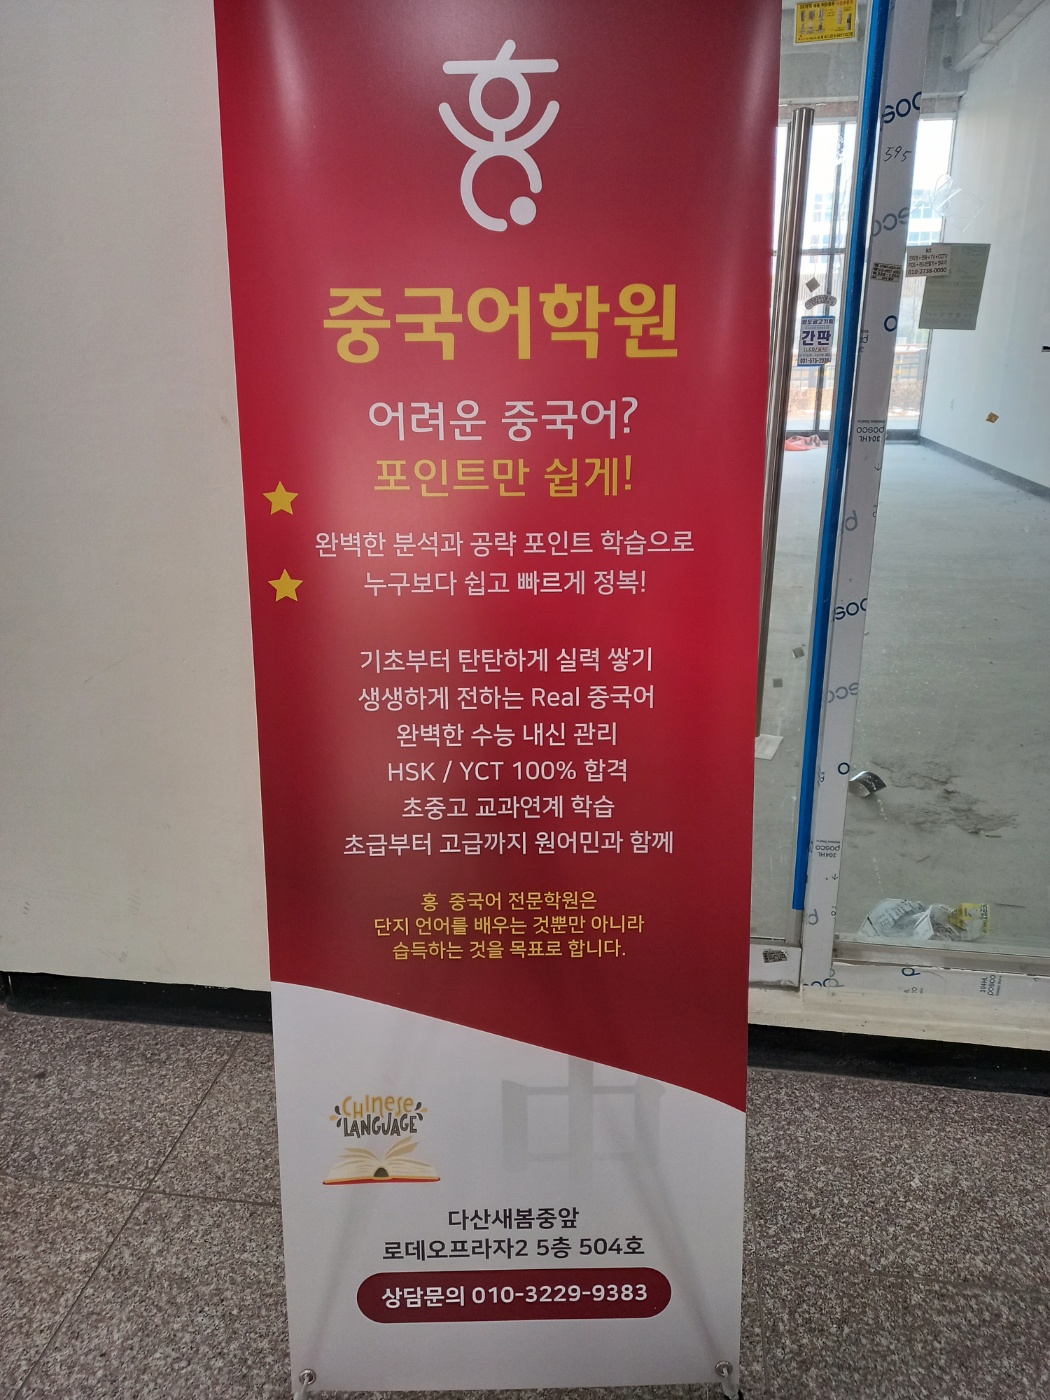 홍
중국어학원
어려운 중국어?
포인트만 쉽게!
완벽한 분석과 공략 포인트 학습으로
누구보다 쉽고 빠르게 정복!
기초부터 탄탄하게 실력 쌓기
생생하게 전하는 Real 중국어
완벽한 수능 내신 관리
HSK / YCT 100% 합격
초중고 교과연계 학습
초급부터 고급까지 원어민과 함께
홍 중국어 전문학원은
단지 언어를 배우는 것뿐만 아니라
습득하는 것을 목표로 합니다.
中
CHINESE
LANGUAGE
다산새봄중앞
로데오프라자2 5층 504호
상담문의 010-3229-9383
595
간판
posco
304HL
posco